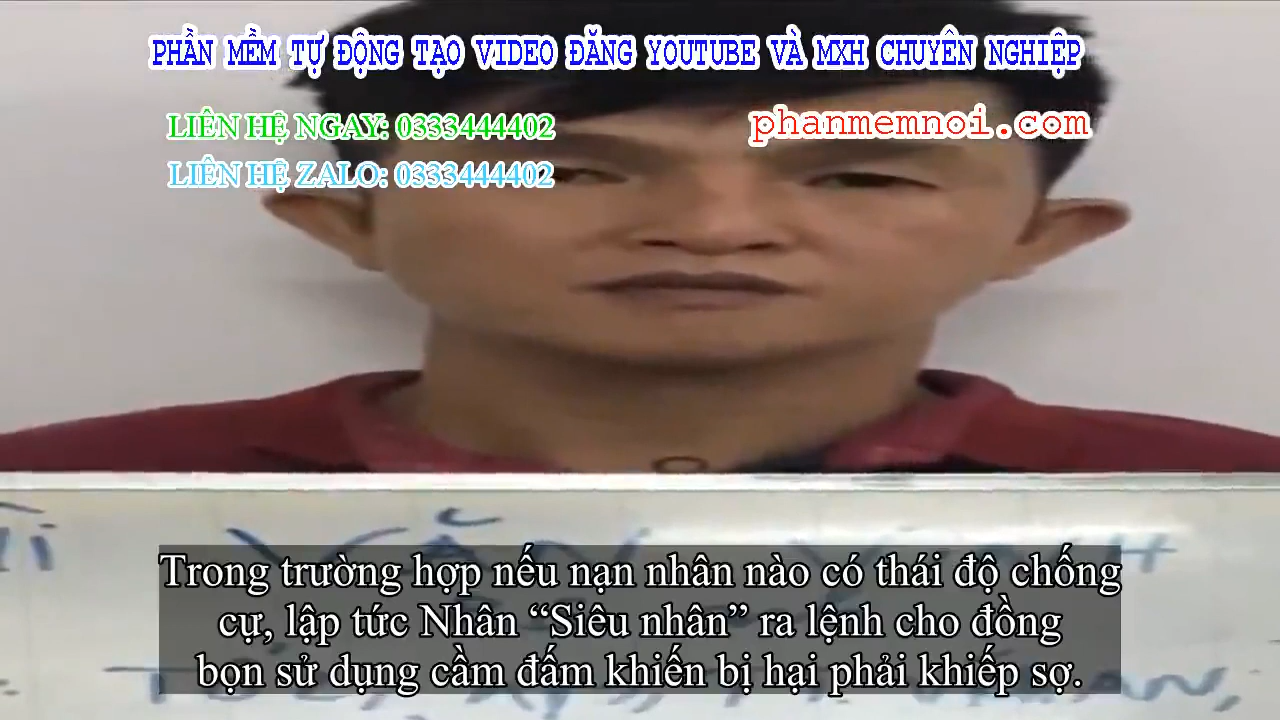 PHẦN MỀM TỰ ĐỘNG TẠO VIDEO ĐĂNG YOUTUBE VÀ MXH CHUYÊN NGHIỆP
LIÊN HỆ NGAY: 0333444402
phanmemnoi.com
LIÊN HỆ ZALO: 0333444402
Trong trường hợp nếu nạn nhân nào có thái độ chống
cự, lập tức Nhân “Siêu nhân” ra lệnh cho đồng
bọn sử dụng cầm đấm khiến bị hại phải khiếp sợ.